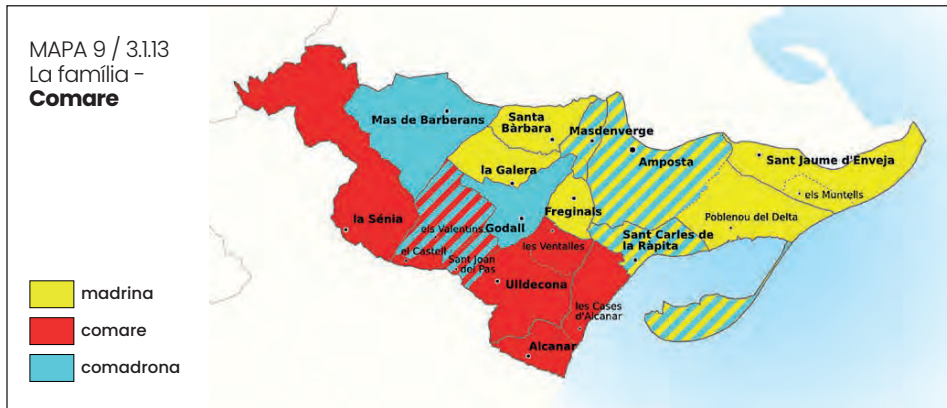 MAPA 9 / 3.1.13
La família -
Comare
Mas de Barberans
Santa
Bàrbara
Masdenverge
Amposta
Sant Jaume d'Enveja
la Galera
els Muntells
Freginals
Poblenou del Delta
la Sénia
els Valentins
Godall
Sant Carles de
la Ràpita
les Ventalles
el Castell
Sant Joan
del Pas
Ulldecona
les Cases
d'Alcanar
Alcanar
madrina
comare
comadrona